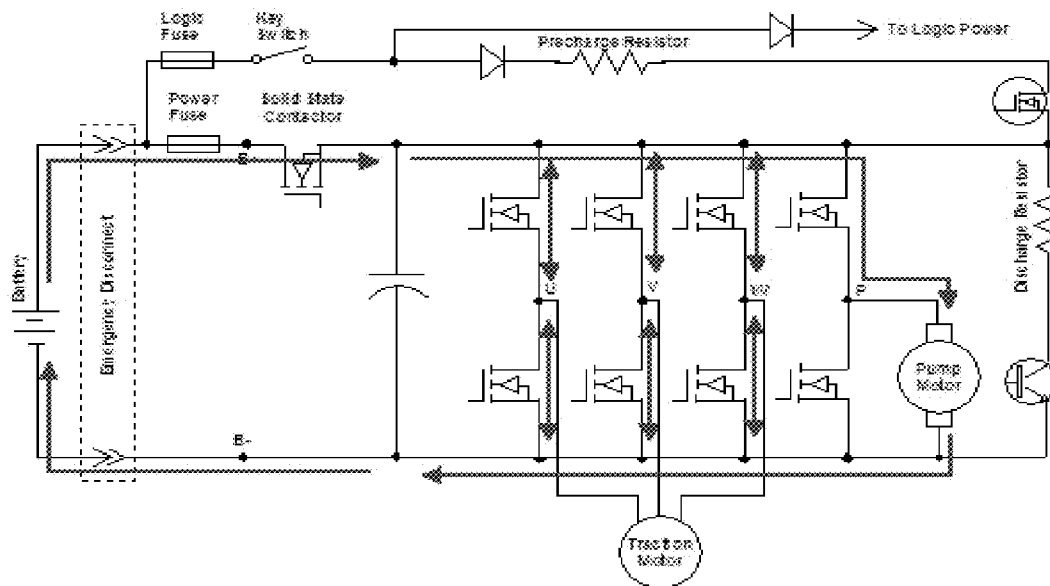 Logic
Fuse
Key
Switch
Precharge Resistor
To Logic Power
Power
Fuse
Solid State
Contactor
Battery
Emergency Disconnect
Discharge Resistor
V
W
P
Pump
Motor
B-
Traction
Motor